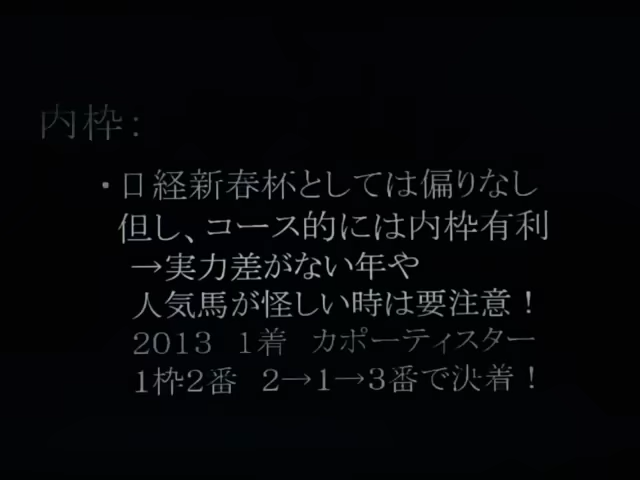 内枠：
・日経新春杯としては偏りなし
但し、コース的には内枠有利
→実力差がない年や
人気馬が怪しい時は要注意！
２０１３　１着　カポーティスター
１枠２番　２→１→３番で決着！